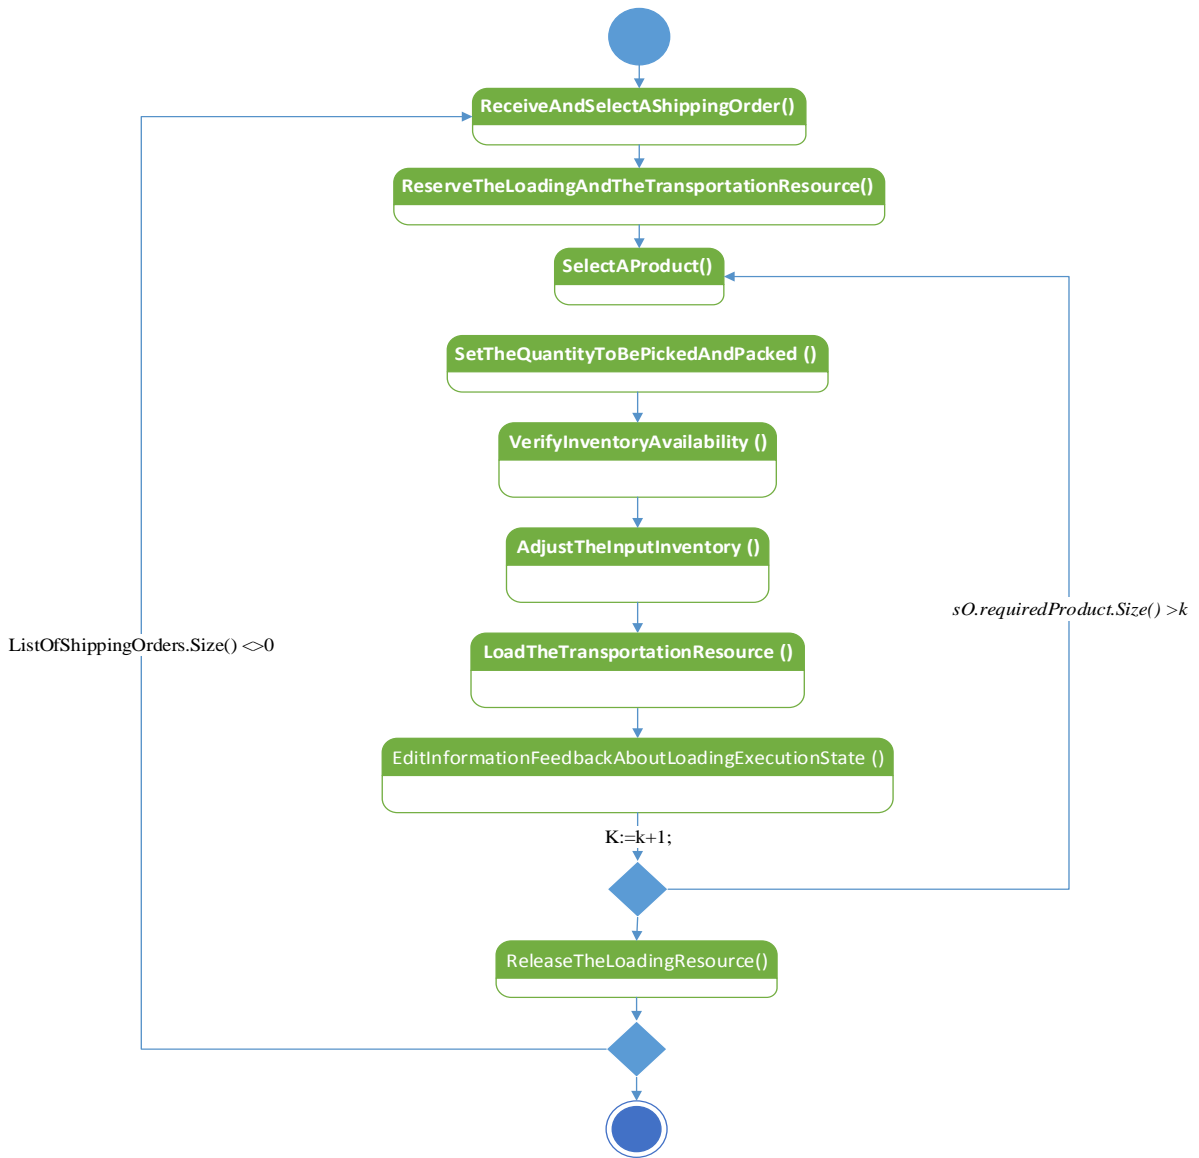 ReceiveAndSelectAShippingOrder()
ReserveTheLoadingAndTheTransportationResource()
SelectAProduct()
SetTheQuantityToBePickedAndPacked ()
VerifyInventoryAvailability ()
AdjustTheInputInventory ()
sO.requiredProduct.Size() >k
ListOfShippingOrders.Size() <>0
LoadTheTransportationResource ()
EditInformationFeedbackAboutLoadingExecutionState ()
K:=k+1;
ReleaseTheLoadingResource()